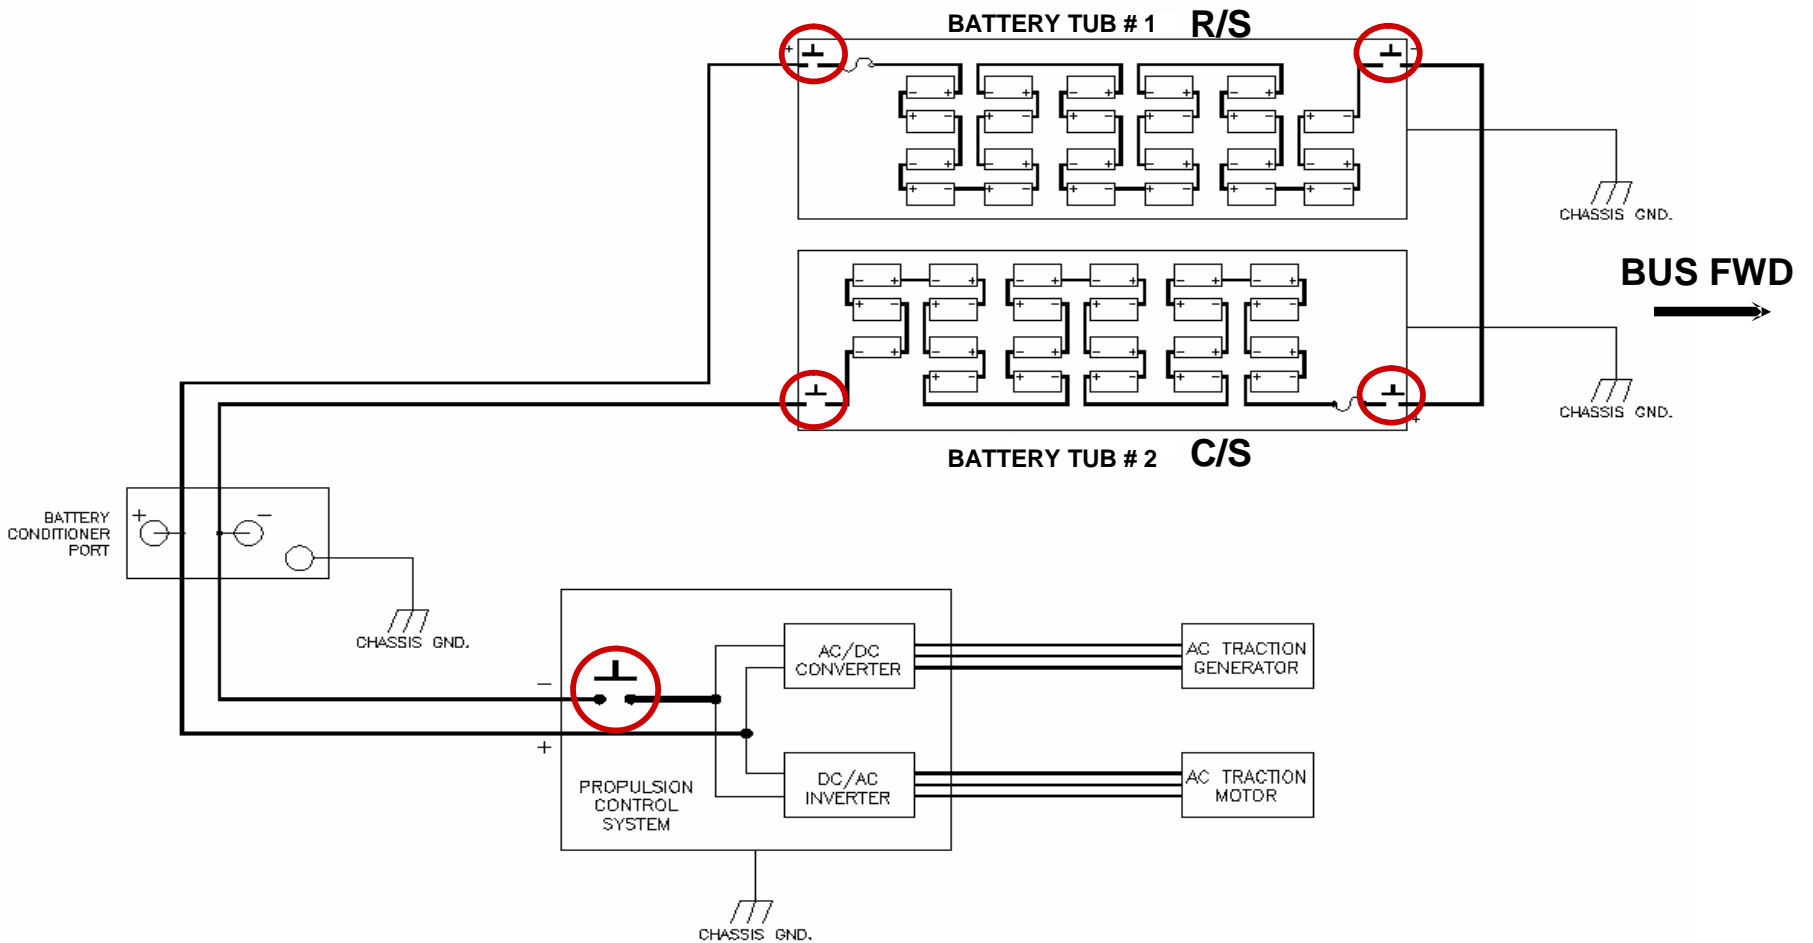 BATTERY TUB # 1 R/S
CHASSIS GND.
BUS FWD
CHASSIS GND.
BATTERY TUB # 2 C/S
BATTERY
CONDITIONER
PORT
+ −
CHASSIS GND.
−
+
PROPULSION
CONTROL
SYSTEM
AC/DC
CONVERTER
AC TRACTION
GENERATOR
DC/AC
INVERTER
AC TRACTION
MOTOR
CHASSIS GND.